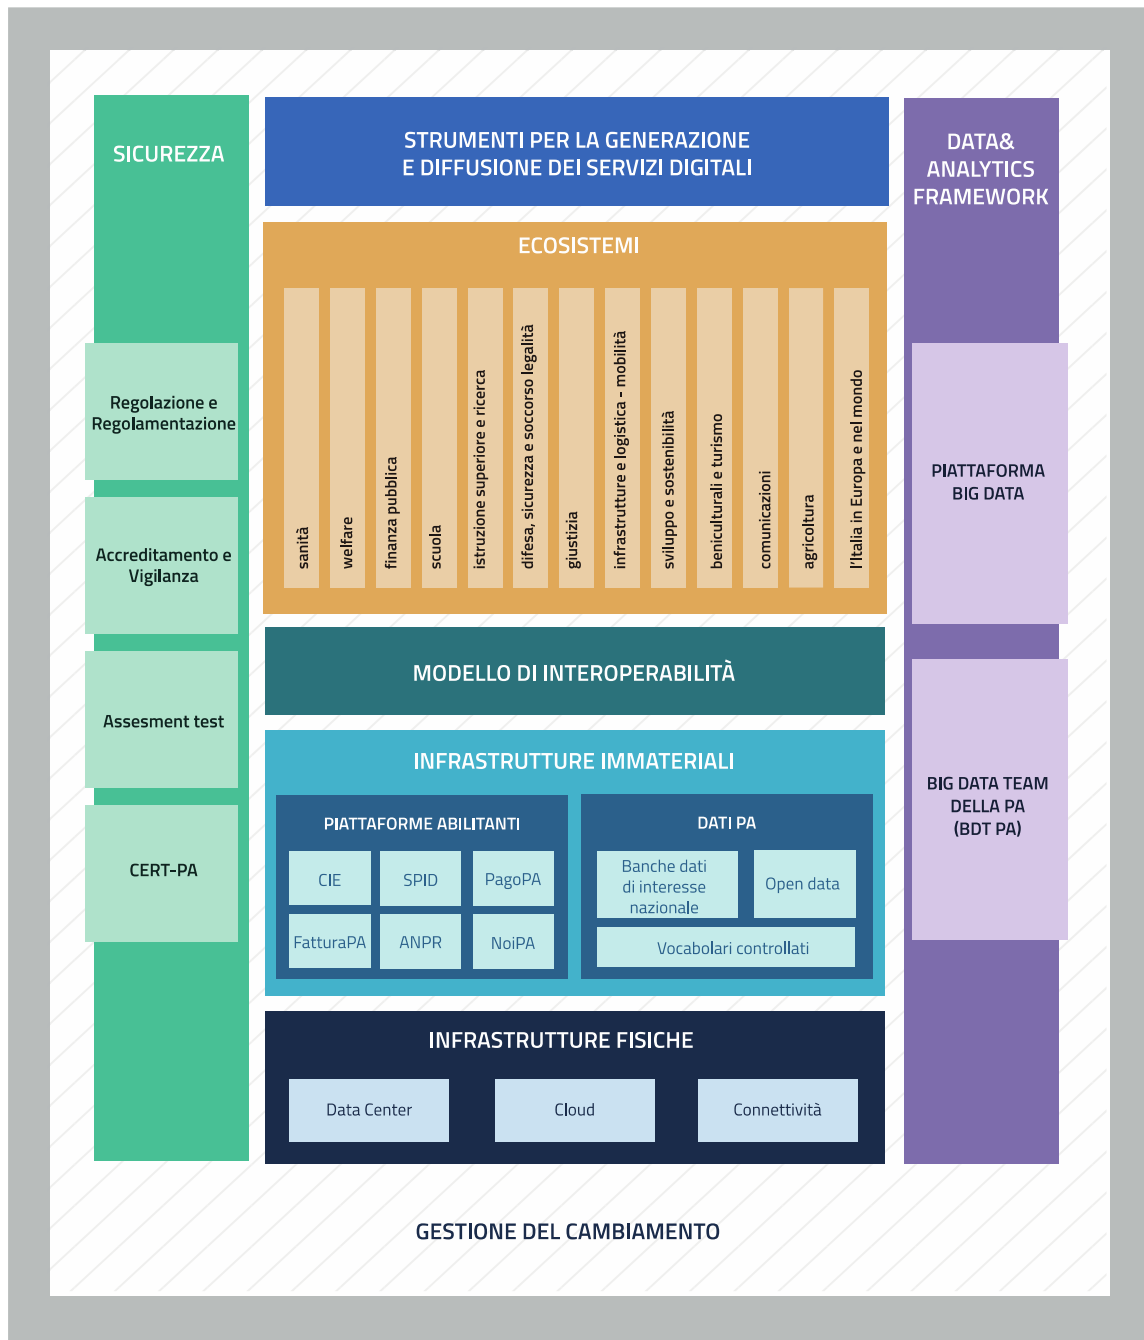 SICUREZZA
Regolazione e
Regolamentazione
Accreditamento e
Vigilanza
Assesment test
CERT-PA
STRUMENTI PER LA GENERAZIONE
E DIFFUSIONE DEI SERVIZI DIGITALI
ECOSISTEMI
sanità
welfare
finanza pubblica
scuola
istruzione superiore e ricerca
difesa, sicurezza e soccorso legalità
giustizia
infrastrutture e logistica - mobilità
sviluppo e sostenibilità
beniculturali e turismo
comunicazioni
agricoltura
l'Italia in Europa e nel mondo
MODELLO DI INTEROPERABILITÀ
INFRASTRUTTURE IMMATERIALI
PIATTAFORME ABILITANTI
CIE
SPID
PagoPA
FatturaPA
ANPR
NoiPA
DATI PA
Banche dati
di interesse
nazionale
Open data
Vocabolari controllati
INFRASTRUTTURE FISICHE
Data Center
Cloud
Connettività
DATA&
ANALYTICS
FRAMEWORK
PIATTAFORMA
BIG DATA
BIG DATA TEAM
DELLA PA
(BDT PA)
GESTIONE DEL CAMBIAMENTO